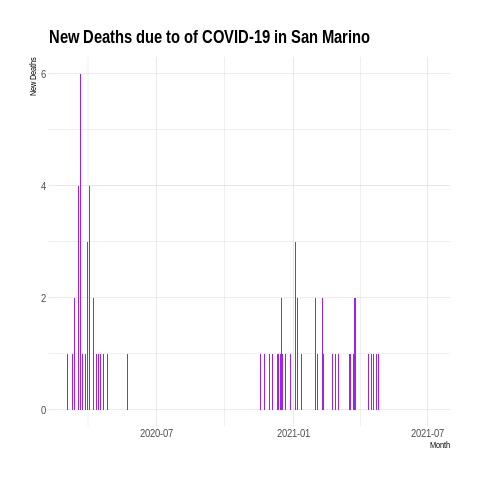 New Deaths due to of COVID-19 in San Marino
New Deaths
6
4
2
0
2020-07
2021-01
2021-07
Month